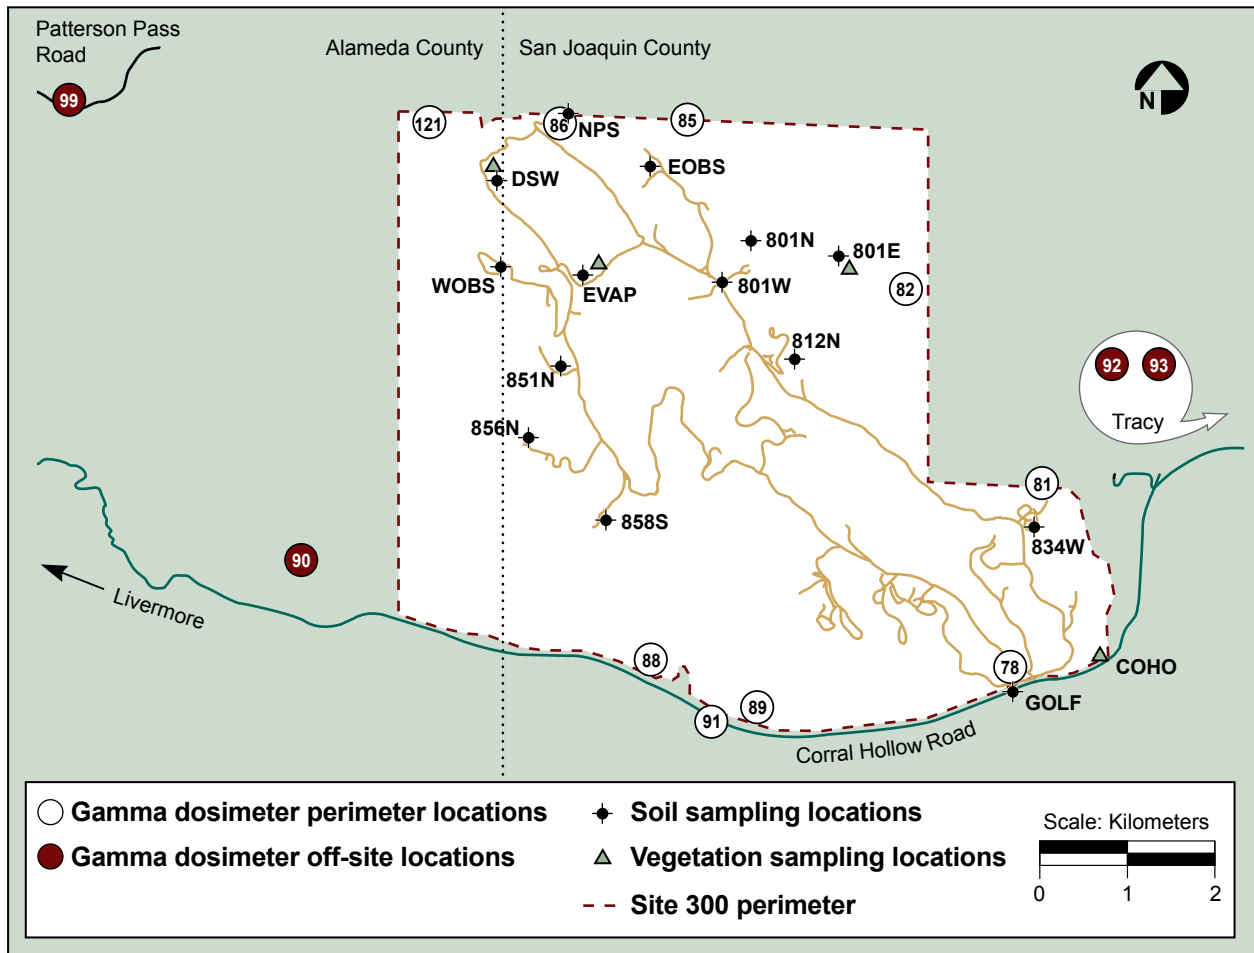 Patterson Pass
Road
Alameda County
San Joaquin County
N
99
121
86
NPS
85
DSW
EOBS
801N
801E
WOBS
EVAP
801W
82
812N
851N
92
93
Tracy
856N
81
858S
834W
90
Livermore
88
78
COHO
GOLF
91
89
Corral Hollow Road
Gamma dosimeter perimeter locations
Gamma dosimeter off-site locations
Soil sampling locations
Vegetation sampling locations
Site 300 perimeter
Scale: Kilometers
0 1 2